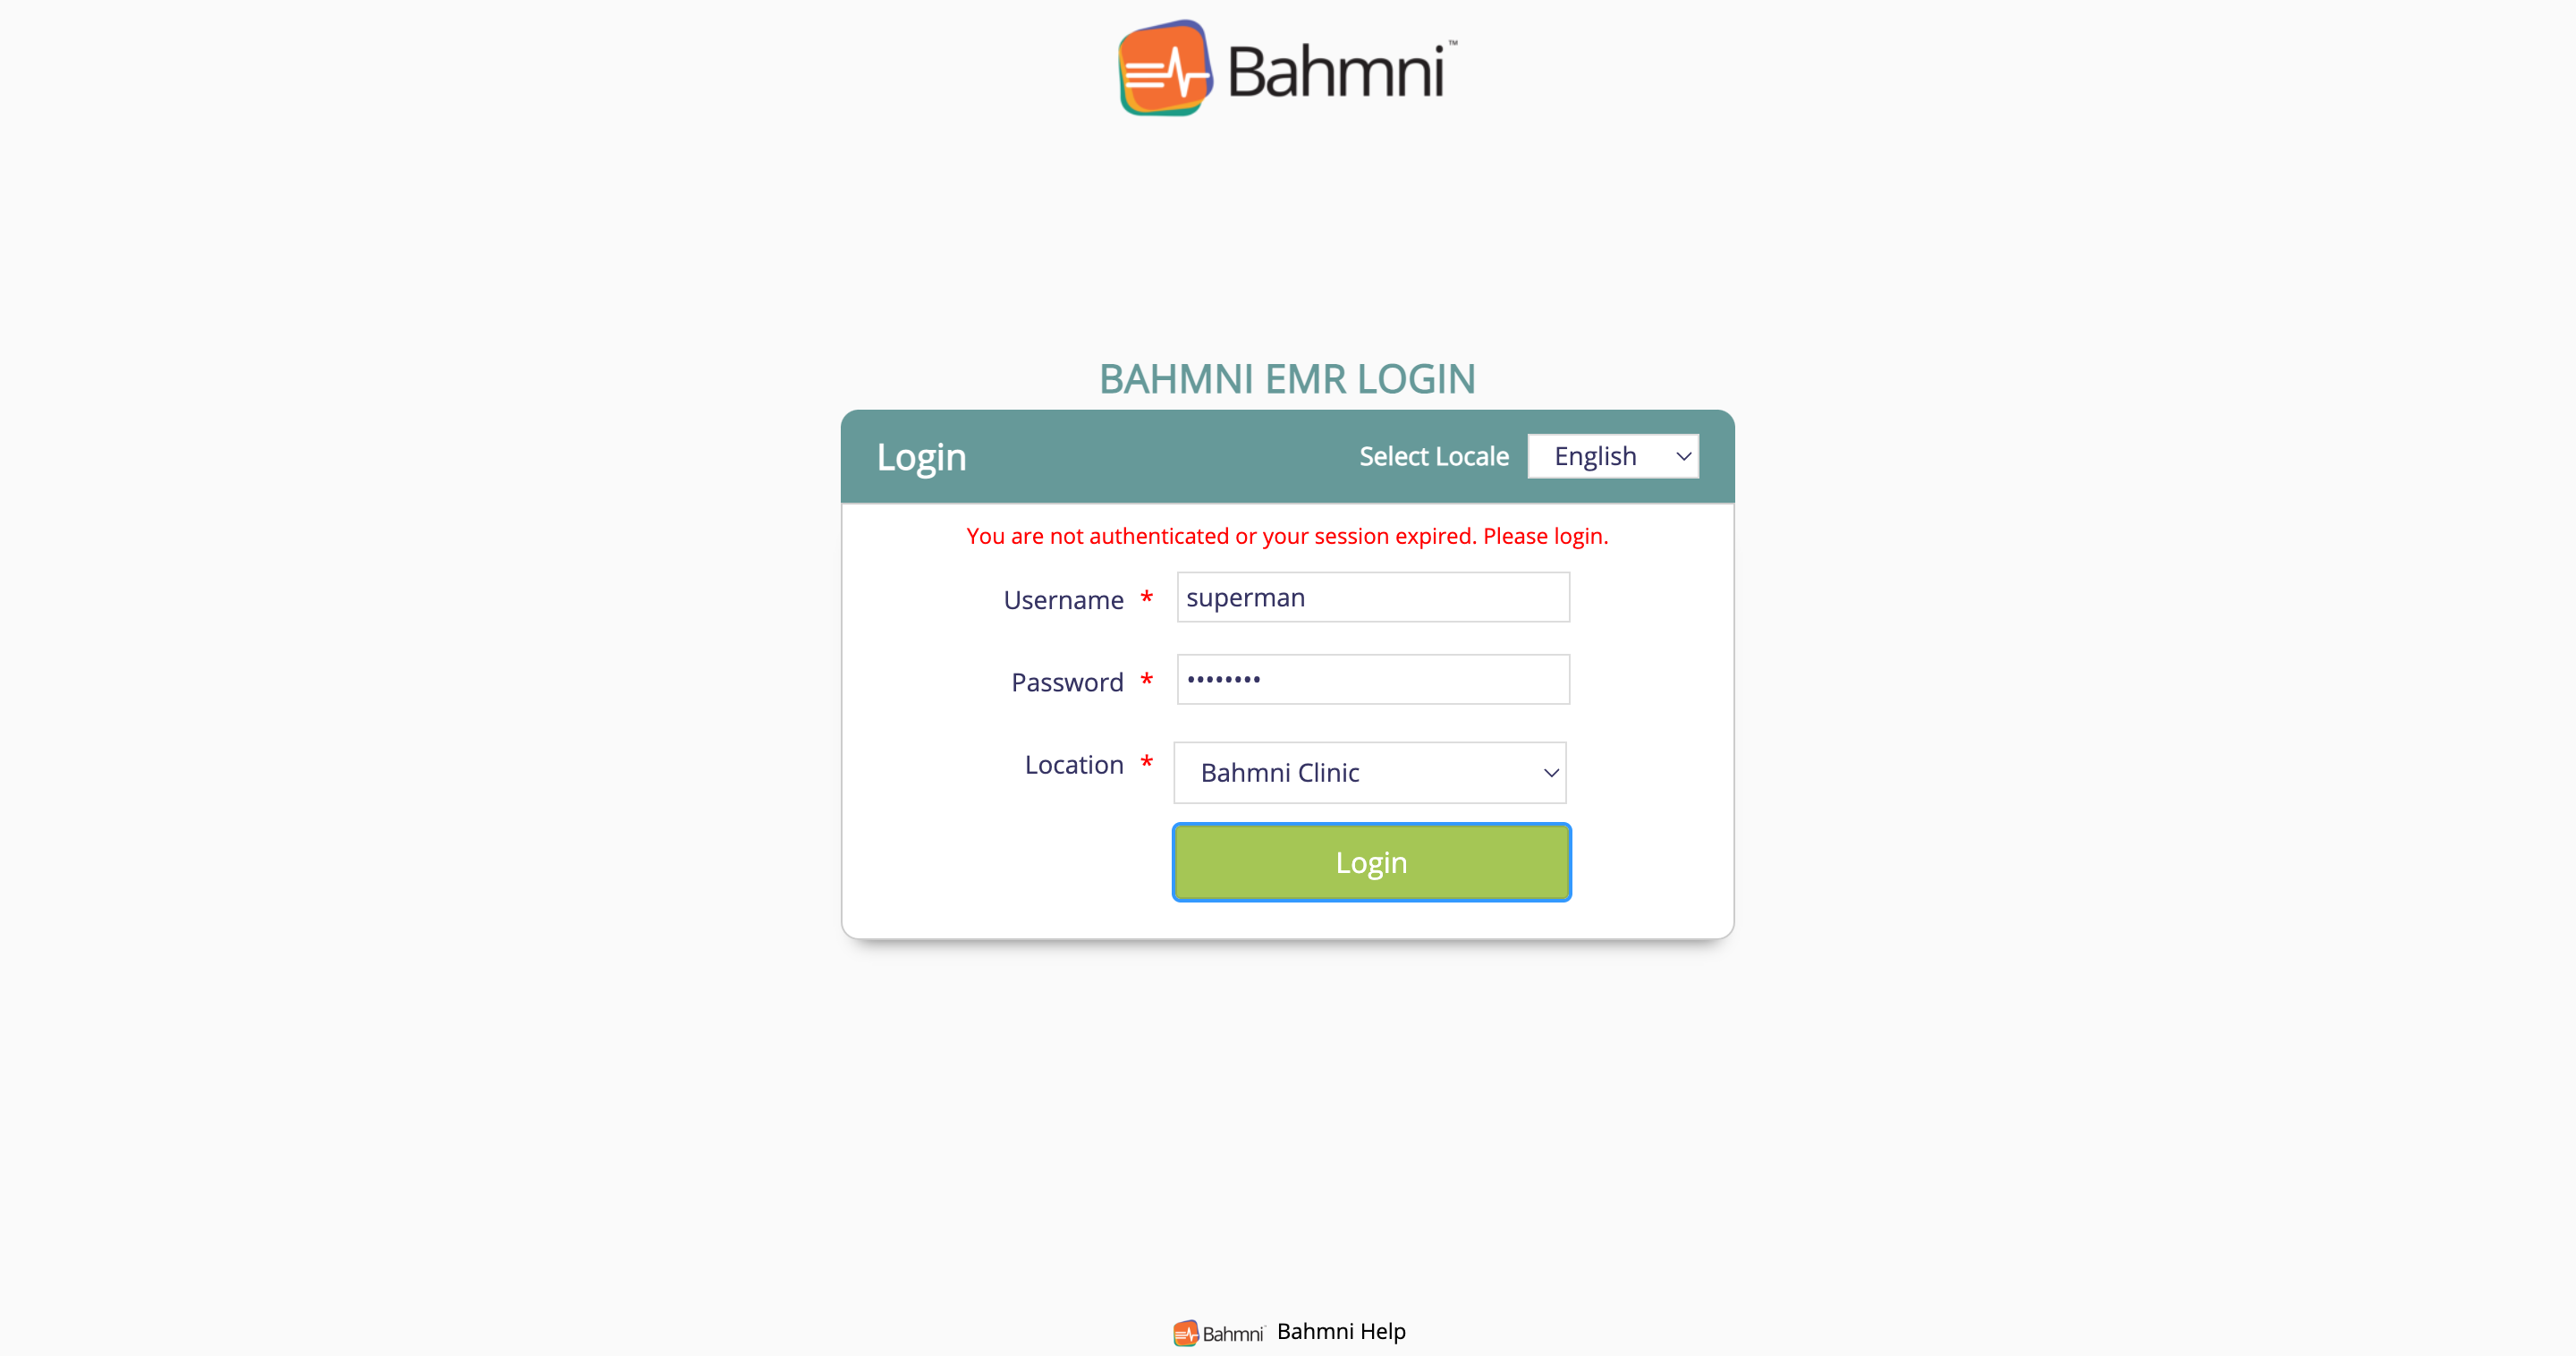 Bahmni™
BAHMNI EMR LOGIN
Login
Select Locale English
You are not authenticated or your session expired. Please login.
Username * superman
Password * ••••••••
Location * Bahmni Clinic
Login
Bahmni Bahmni Help